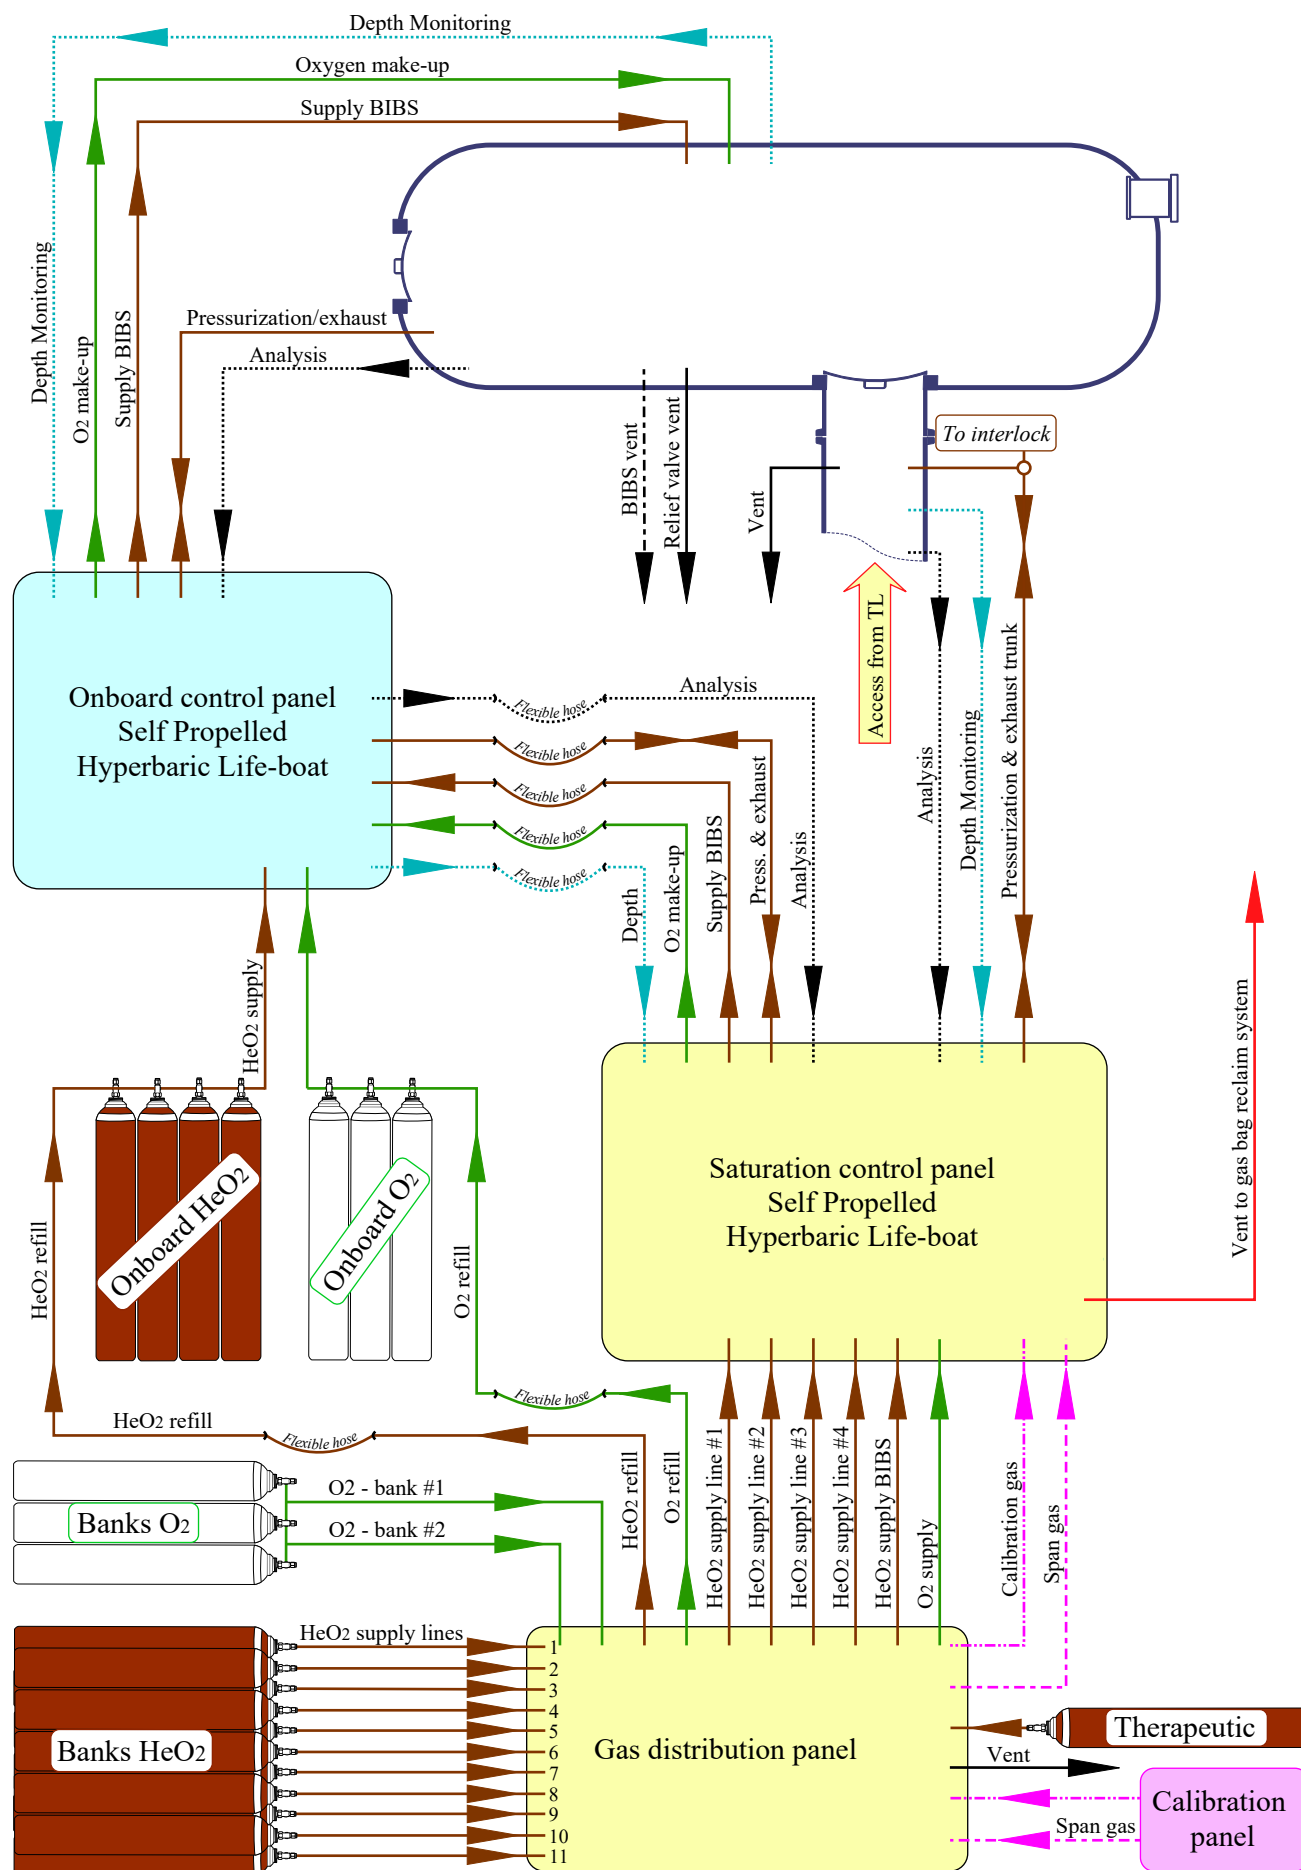 Depth Monitoring
Oxygen make-up
Supply BIBS
Depth Monitoring
O2 make-up
Supply BIBS
Pressurization/exhaust
Analysis
BIBS vent
Relief valve vent
Vent
To interlock
Access from TL
Analysis
Depth Monitoring
Pressurization & exhaust trunk
Onboard control panel
Self Propelled
Hyperbaric Life-boat
Flexible hose
Analysis
Flexible hose
Flexible hose
Flexible hose
Flexible hose
Depth
O2 make-up
Supply BIBS
Press. & exhaust
Analysis
HeO2 supply
Vent to gas bag reclaim system
Onboard HeO2
Onboard O2
HeO2 refill
O2 refill
Saturation control panel
Self Propelled
Hyperbaric Life-boat
Flexible hose
HeO2 refill
Flexible hose
HeO2 refill
O2 refill
HeO2 supply line #1
HeO2 supply line #2
HeO2 supply line #3
HeO2 supply line #4
HeO2 supply BIBS
O2 supply
Calibration gas
Span gas
Banks O2
O2 - bank #1
O2 - bank #2
HeO2 supply lines
1
2
3
4
5
6
7
8
9
10
11
Banks HeO2
Gas distribution panel
Therapeutic
Vent
Calibration
panel
Span gas